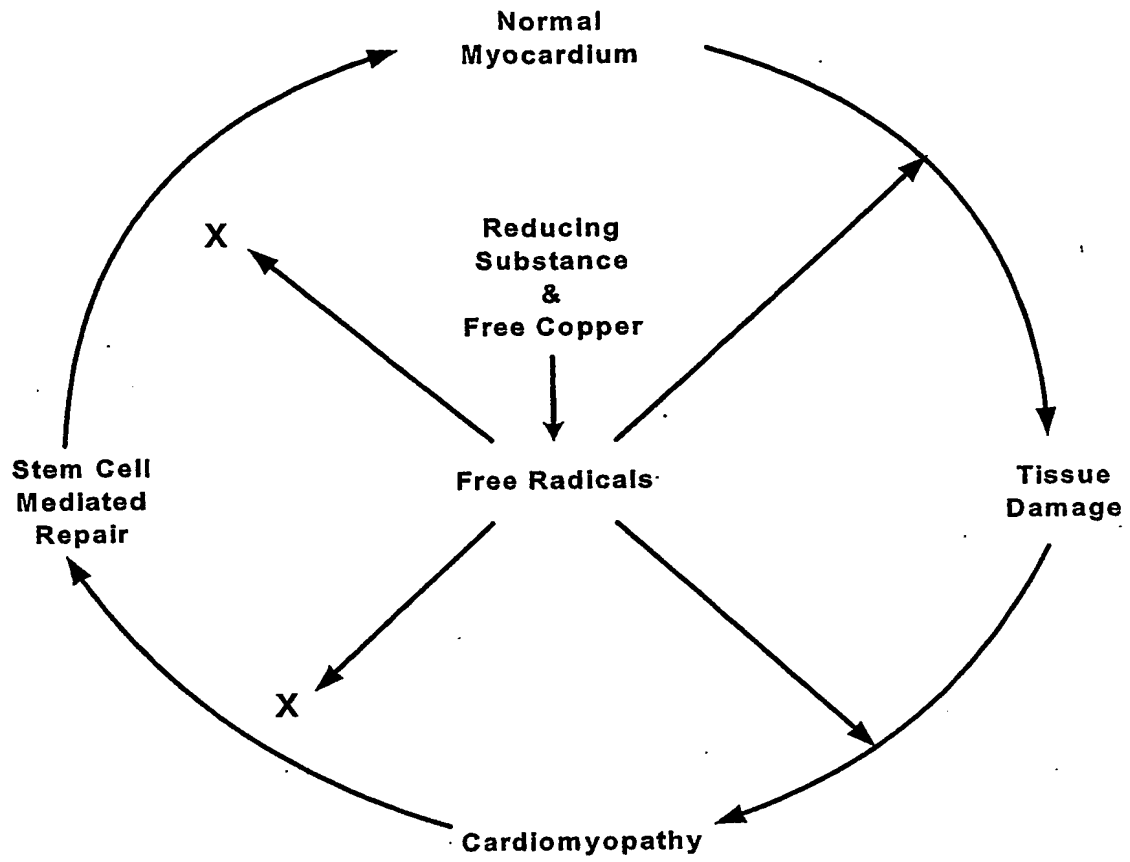 Normal
Myocardium
X
Reducing
Substance
&
Free Copper
Stem Cell
Mediated
Repair
Free Radicals
Tissue
Damage
X
Cardiomyopathy